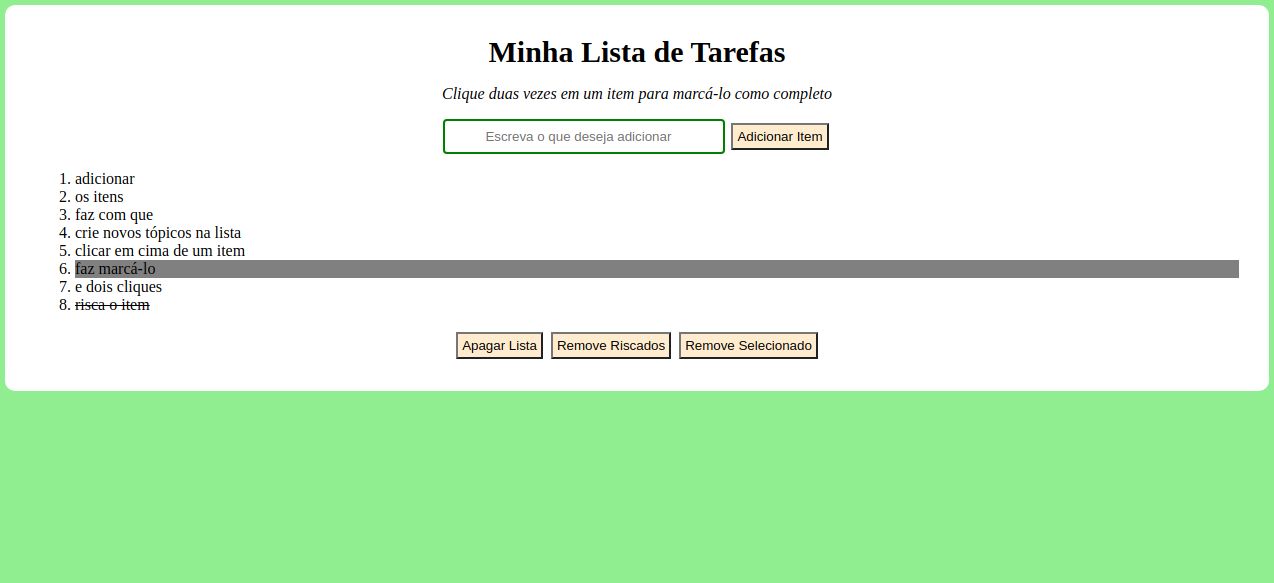 Minha Lista de Tarefas
Clique duas vezes em um item para marcá-lo como completo
Escreva o que deseja adicionar Adicionar Item
1. adicionar
2. os itens
3. faz com que
4. crie novos tópicos na lista
5. clicar em cima de um item
6. faz marcá-lo
7. e dois cliques
8. risca o item
Apagar Lista Remove Riscados Remove Selecionado